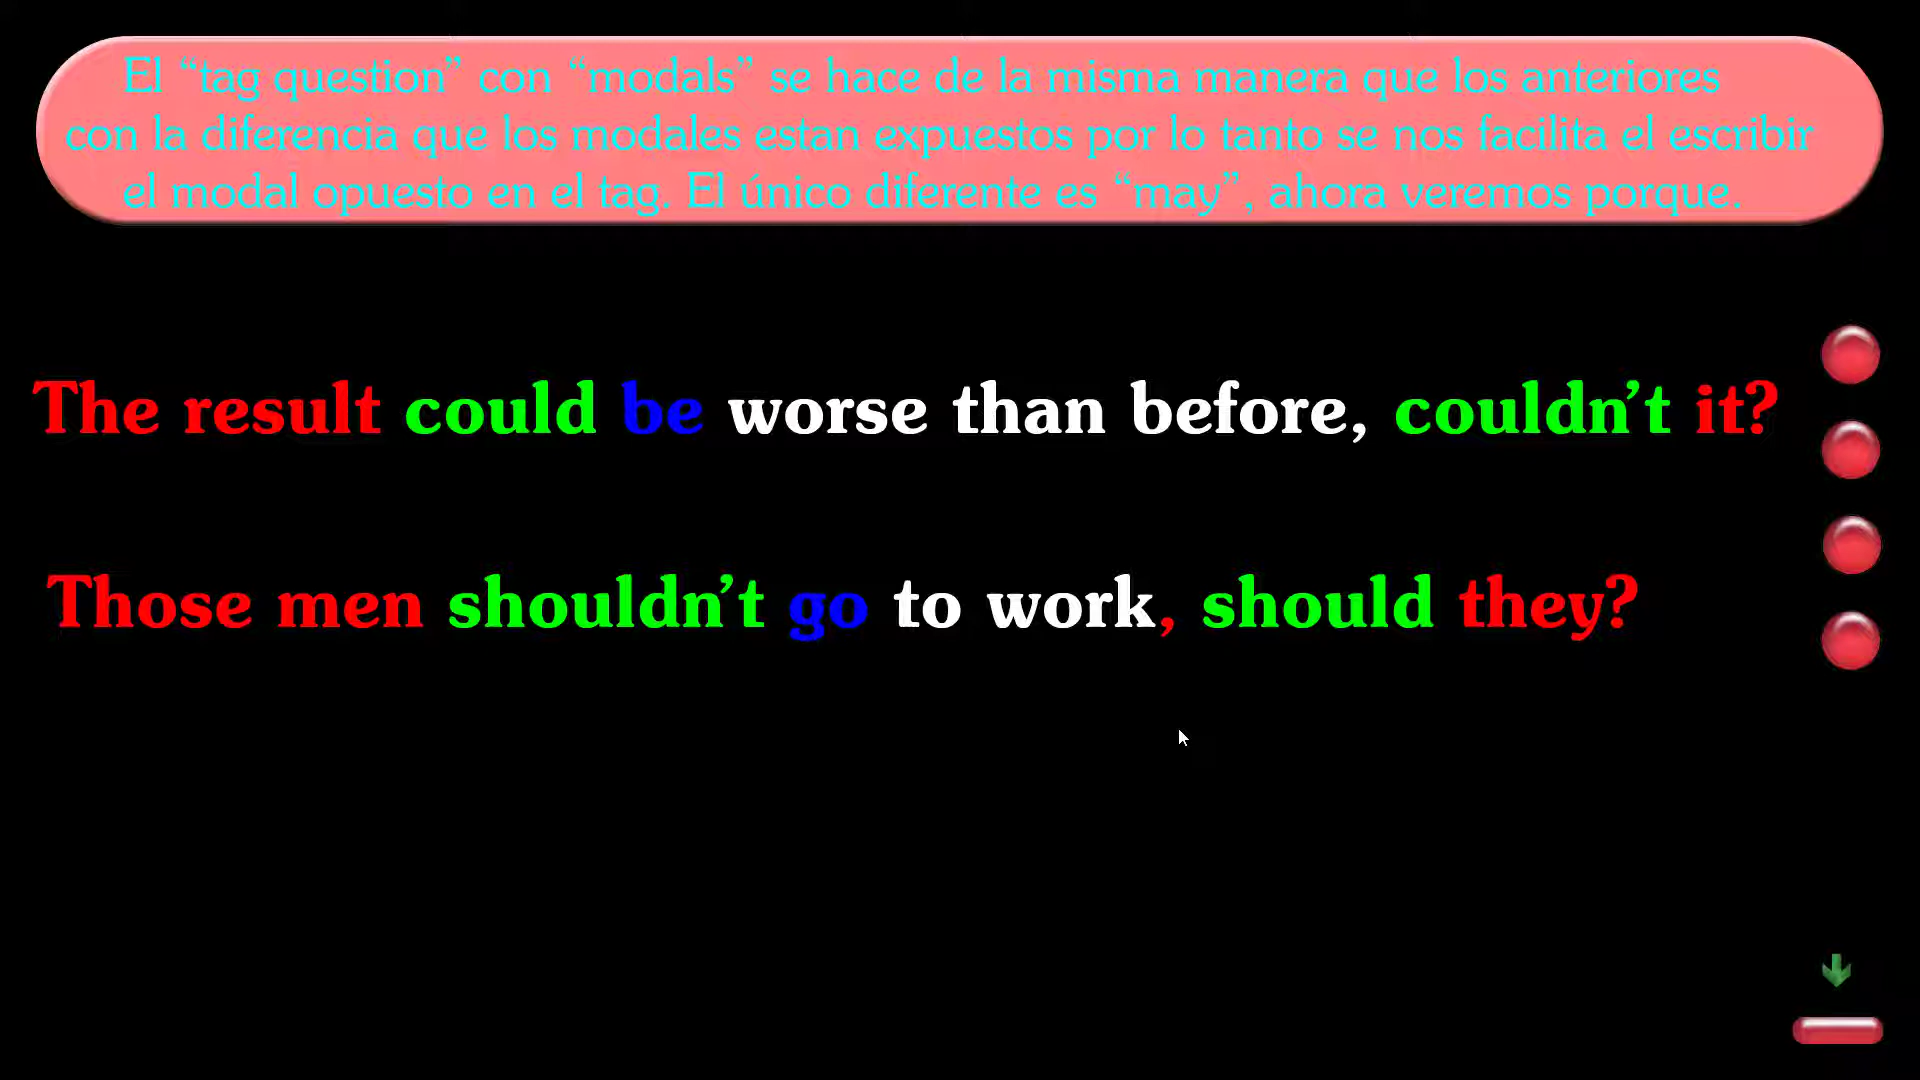 El “tag question” con “modals” se hace de la misma manera que los anteriores
con la diferencia que los modales estan expuestos por lo tanto se nos facilita el escribir
el modal opuesto en el tag. El único diferente es “may”, ahora veremos porque.
The result could be worse than before, couldn’t it?
Those men shouldn’t go to work, should they?